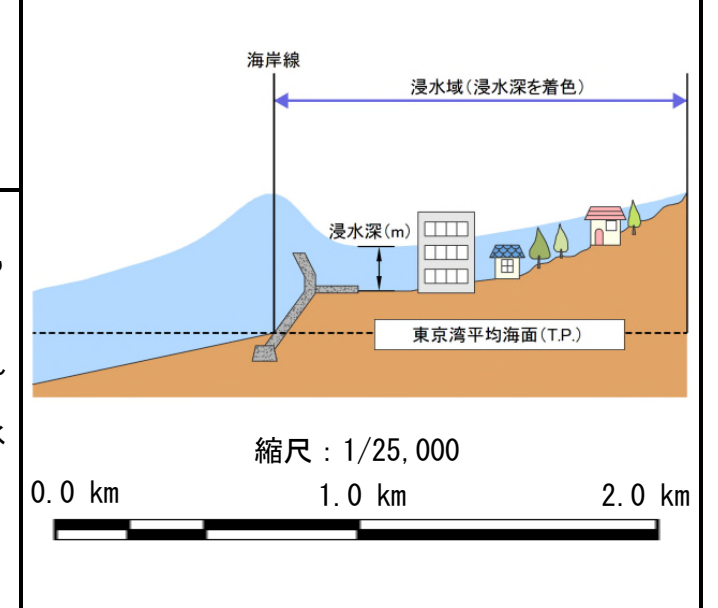 海岸線
浸水域(浸水深を着色)
浸水深(m)
東京湾平均海面(T.P.)
縮尺：1/25,000
0.0 km 1.0 km 2.0 km